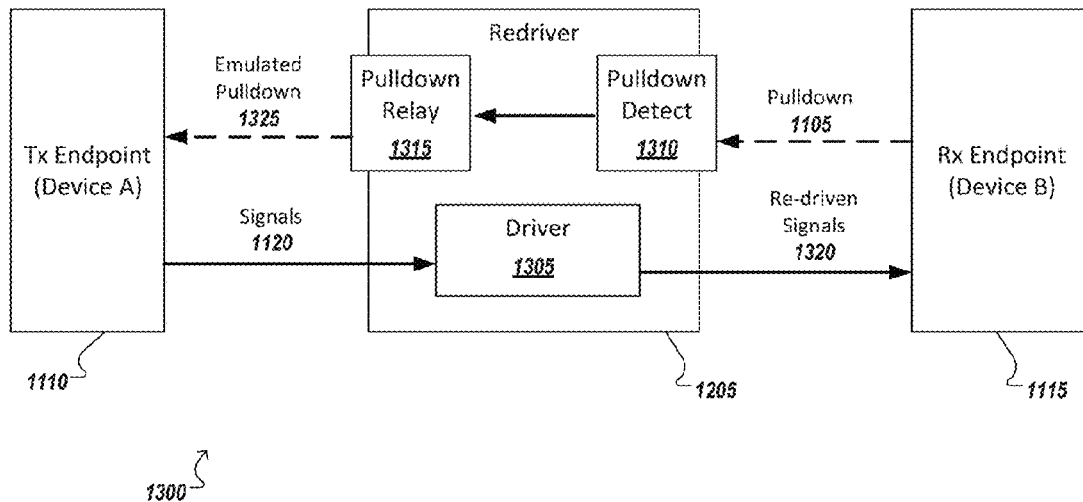 Redriver
Tx Endpoint
(Device A)
Emulated
Pulldown
1325
Pulldown
Relay
1315
Pulldown
Detect
1310
Pulldown
1105
Rx Endpoint
(Device B)
Signals
1120
Driver
1305
Re-driven
Signals
1320
1110
1205
1115
1300